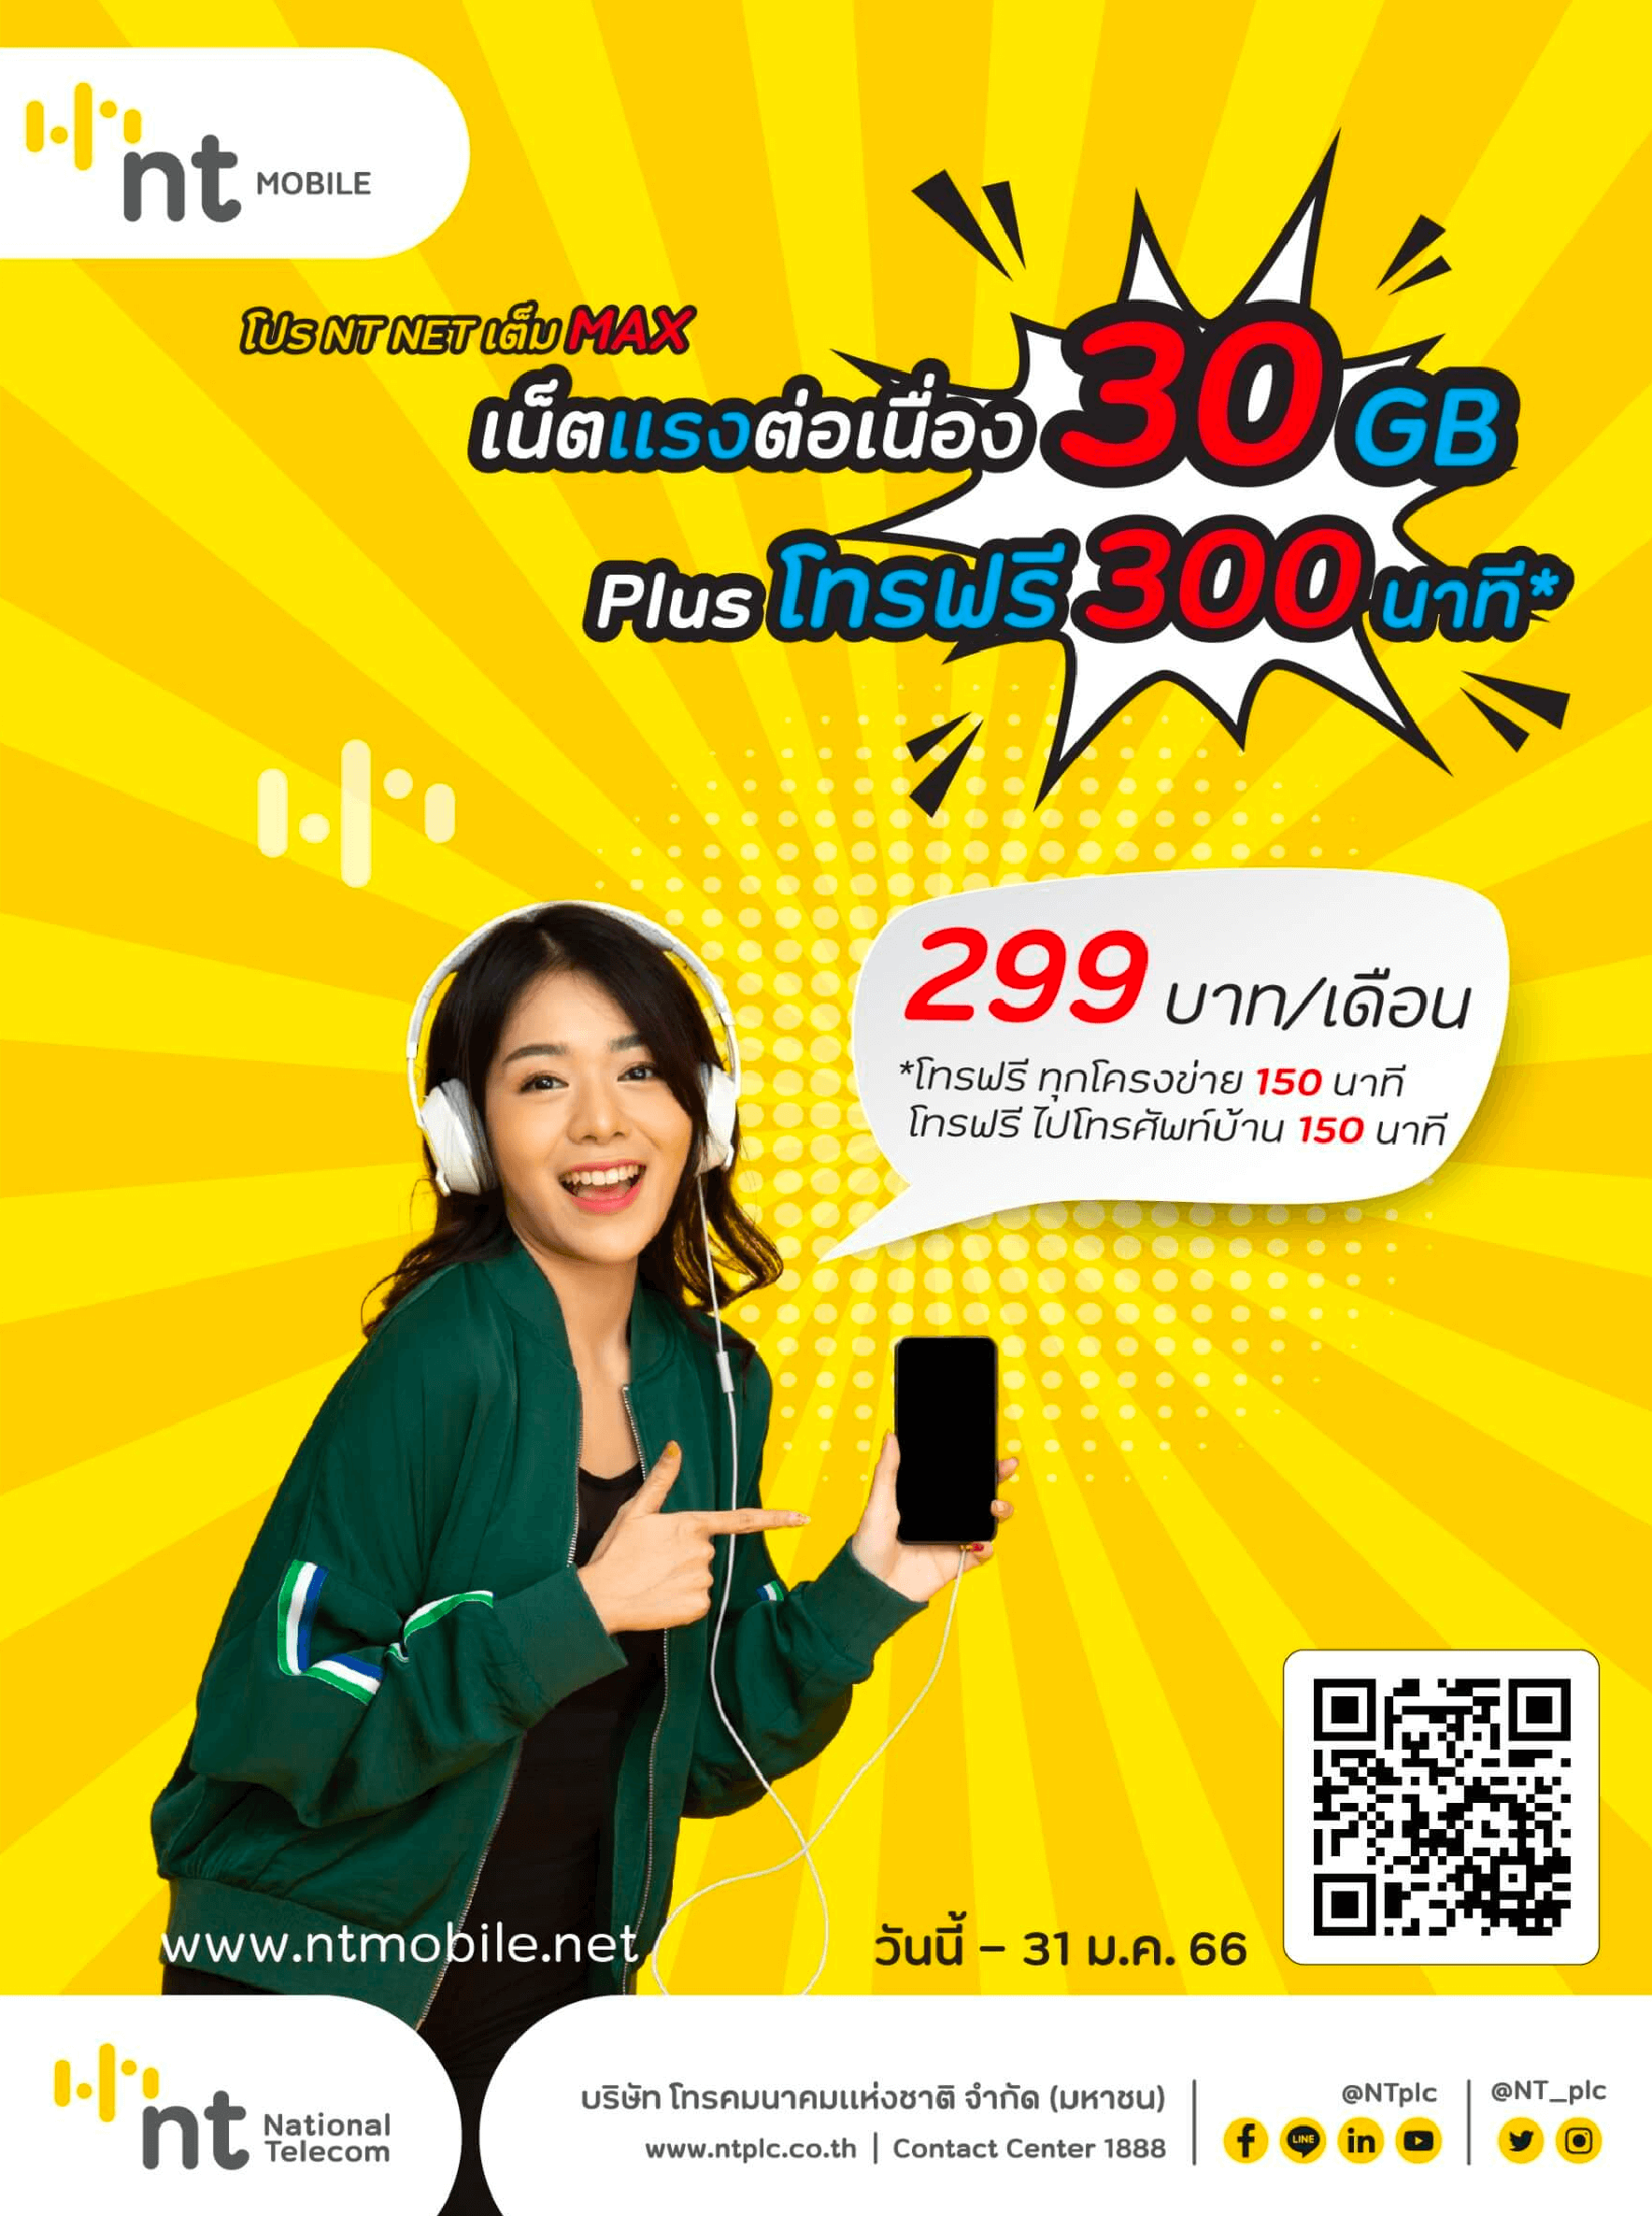 nt MOBILE
โปร NT NET เต็ม MAX
เน็ตแรงต่อเนื่อง 30 GB
Plus โทรฟรี 300 นาที*
299 บาท/เดือน
*โทรฟรี ทุกโครงข่าย 150 นาที
โทรฟรี ไปโทรศัพท์บ้าน 150 นาที
www.ntmobile.net
วันนี้ – 31 ม.ค. 66
nt National
Telecom
บริษัท โทรคมนาคมแห่งชาติ จำกัด (มหาชน)
www.ntplc.co.th | Contact Center 1888
@NTplc
LINE
@NT_plc